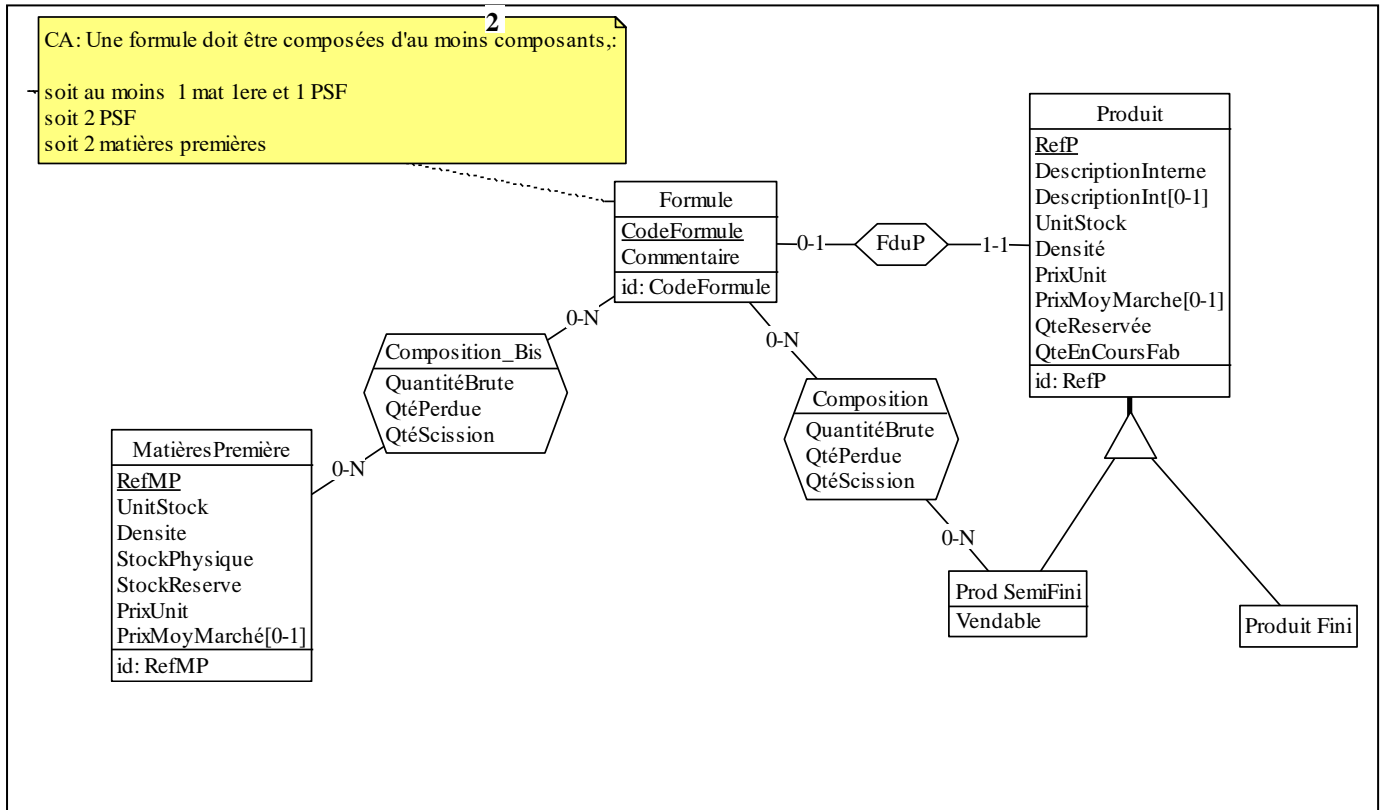 2
CA: Une formule doit être composées d'au moins composants,:
soit au moins 1 mat 1ere et 1 PSF
soit 2 PSF
soit 2 matières premières
Produit
RefP
DescriptionInterne
DescriptionInt[0-1]
UnitStock
Densité
PrixUnit
PrixMoyMarche[0-1]
QteReservée
QteEnCoursFab
id: RefP
Formule
CodeFormule
Commentaire
id: CodeFormule
0-1
FduP
1-1
0-N
0-N
Composition_Bis
QuantitéBrute
QtéPerdue
QtéScission
Composition
QuantitéBrute
QtéPerdue
QtéScission
MatièresPremière
RefMP
UnitStock
Densite
StockPhysique
StockReserve
PrixUnit
PrixMoyMarché[0-1]
id: RefMP
0-N
0-N
Prod SemiFini
Vendable
Produit Fini